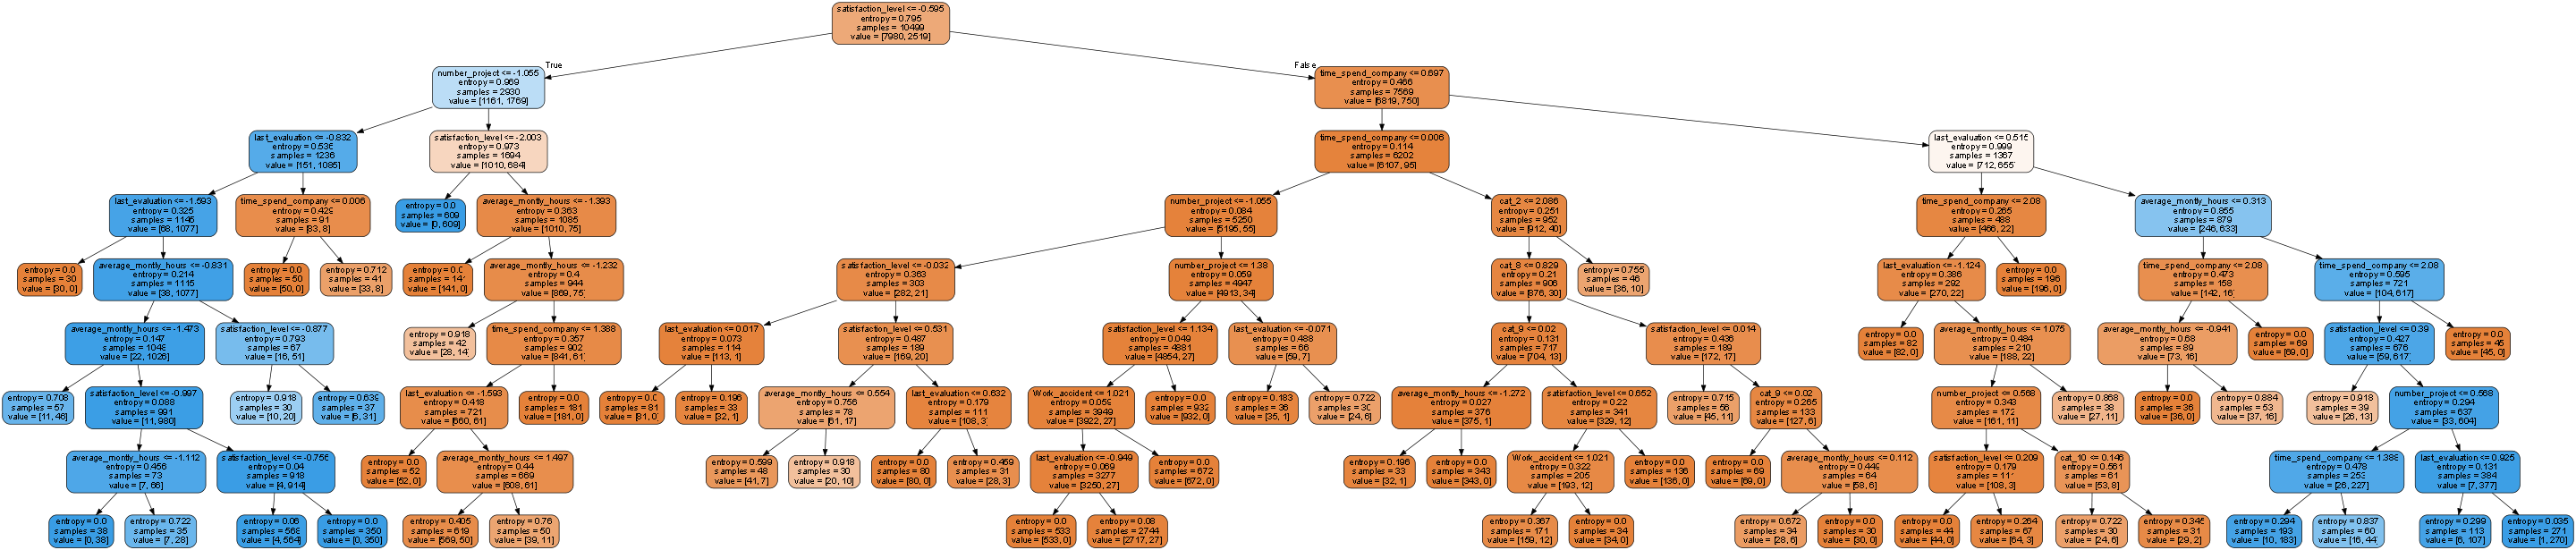 satisfaction_level <= -0.595
entropy = 0.795
samples = 10499
value = [7980, 2519]
True
False
number_project <= -1.055
entropy = 0.969
samples = 2930
value = [1161, 1769]
time_spend_company <= 0.697
entropy = 0.466
samples = 7569
value = [6819, 750]
last_evaluation <= -0.832
entropy = 0.536
samples = 1236
value = [151, 1085]
satisfaction_level <= -2.003
entropy = 0.973
samples = 1694
value = [1010, 684]
time_spend_company <= 0.006
entropy = 0.114
samples = 6202
value = [6107, 95]
last_evaluation <= 0.515
entropy = 0.999
samples = 1367
value = [712, 655]
last_evaluation <= -1.593
entropy = 0.325
samples = 1145
value = [68, 1077]
time_spend_company <= 0.006
entropy = 0.429
samples = 91
value = [83, 8]
entropy = 0.0
samples = 609
value = [0, 609]
average_montly_hours <= -1.393
entropy = 0.363
samples = 1085
value = [1010, 75]
number_project <= -1.055
entropy = 0.084
samples = 5250
value = [5195, 55]
cat_2 <= 2.086
entropy = 0.251
samples = 952
value = [912, 40]
time_spend_company <= 2.08
entropy = 0.265
samples = 488
value = [466, 22]
average_montly_hours <= 0.313
entropy = 0.855
samples = 879
value = [246, 633]
entropy = 0.0
samples = 30
value = [30, 0]
average_montly_hours <= -0.831
entropy = 0.214
samples = 1115
value = [38, 1077]
entropy = 0.0
samples = 50
value = [50, 0]
entropy = 0.712
samples = 41
value = [33, 8]
entropy = 0.0
samples = 141
value = [141, 0]
average_montly_hours <= -1.232
entropy = 0.4
samples = 944
value = [869, 75]
satisfaction_level <= -0.032
entropy = 0.363
samples = 303
value = [282, 21]
number_project <= 1.38
entropy = 0.059
samples = 4947
value = [4913, 34]
cat_8 <= 0.829
entropy = 0.21
samples = 906
value = [876, 30]
entropy = 0.755
samples = 46
value = [36, 10]
last_evaluation <= -1.124
entropy = 0.386
samples = 292
value = [270, 22]
entropy = 0.0
samples = 196
value = [196, 0]
time_spend_company <= 2.08
entropy = 0.473
samples = 158
value = [142, 16]
time_spend_company <= 2.08
entropy = 0.595
samples = 721
value = [104, 617]
average_montly_hours <= -1.473
entropy = 0.147
samples = 1048
value = [22, 1026]
satisfaction_level <= -0.877
entropy = 0.793
samples = 67
value = [16, 51]
entropy = 0.918
samples = 42
value = [28, 14]
time_spend_company <= 1.388
entropy = 0.357
samples = 902
value = [841, 61]
last_evaluation <= 0.017
entropy = 0.073
samples = 114
value = [113, 1]
satisfaction_level <= 0.531
entropy = 0.487
samples = 189
value = [169, 20]
satisfaction_level <= 1.134
entropy = 0.049
samples = 4881
value = [4854, 27]
last_evaluation <= -0.071
entropy = 0.488
samples = 66
value = [59, 7]
cat_9 <= 0.02
entropy = 0.131
samples = 717
value = [704, 13]
satisfaction_level <= 0.014
entropy = 0.436
samples = 189
value = [172, 17]
entropy = 0.0
samples = 82
value = [82, 0]
average_montly_hours <= 1.075
entropy = 0.484
samples = 210
value = [188, 22]
average_montly_hours <= -0.941
entropy = 0.68
samples = 89
value = [73, 16]
entropy = 0.0
samples = 69
value = [69, 0]
satisfaction_level <= 0.39
entropy = 0.427
samples = 676
value = [59, 617]
entropy = 0.0
samples = 45
value = [45, 0]
entropy = 0.708
samples = 57
value = [11, 46]
satisfaction_level <= -0.997
entropy = 0.088
samples = 991
value = [11, 980]
entropy = 0.918
samples = 30
value = [10, 20]
entropy = 0.639
samples = 37
value = [6, 31]
last_evaluation <= -1.593
entropy = 0.418
samples = 721
value = [660, 61]
entropy = 0.0
samples = 181
value = [181, 0]
entropy = 0.0
samples = 81
value = [81, 0]
entropy = 0.196
samples = 33
value = [32, 1]
average_montly_hours <= 0.554
entropy = 0.756
samples = 78
value = [61, 17]
last_evaluation <= 0.632
entropy = 0.179
samples = 111
value = [108, 3]
Work_accident <= 1.021
entropy = 0.059
samples = 3949
value = [3922, 27]
entropy = 0.0
samples = 932
value = [932, 0]
entropy = 0.183
samples = 36
value = [35, 1]
entropy = 0.722
samples = 30
value = [24, 6]
average_montly_hours <= -1.272
entropy = 0.027
samples = 376
value = [375, 1]
satisfaction_level <= 0.652
entropy = 0.22
samples = 341
value = [329, 12]
entropy = 0.715
samples = 56
value = [45, 11]
cat_9 <= 0.02
entropy = 0.265
samples = 133
value = [127, 6]
number_project <= 0.568
entropy = 0.343
samples = 172
value = [161, 11]
entropy = 0.868
samples = 38
value = [27, 11]
entropy = 0.0
samples = 36
value = [36, 0]
entropy = 0.884
samples = 53
value = [37, 16]
entropy = 0.918
samples = 39
value = [26, 13]
number_project <= 0.568
entropy = 0.294
samples = 637
value = [33, 604]
average_montly_hours <= -1.112
entropy = 0.456
samples = 73
value = [7, 66]
satisfaction_level <= -0.756
entropy = 0.04
samples = 918
value = [4, 914]
entropy = 0.0
samples = 52
value = [52, 0]
average_montly_hours <= 1.497
entropy = 0.44
samples = 669
value = [608, 61]
entropy = 0.599
samples = 48
value = [41, 7]
entropy = 0.918
samples = 30
value = [20, 10]
entropy = 0.0
samples = 80
value = [80, 0]
entropy = 0.459
samples = 31
value = [28, 3]
last_evaluation <= -0.949
entropy = 0.069
samples = 3277
value = [3250, 27]
entropy = 0.0
samples = 672
value = [672, 0]
entropy = 0.196
samples = 33
value = [32, 1]
entropy = 0.0
samples = 343
value = [343, 0]
Work_accident <= 1.021
entropy = 0.322
samples = 205
value = [193, 12]
entropy = 0.0
samples = 136
value = [136, 0]
entropy = 0.0
samples = 69
value = [69, 0]
average_montly_hours <= 0.112
entropy = 0.449
samples = 64
value = [58, 6]
satisfaction_level <= 0.209
entropy = 0.179
samples = 111
value = [108, 3]
cat_10 <= 0.146
entropy = 0.561
samples = 61
value = [53, 8]
time_spend_company <= 1.388
entropy = 0.478
samples = 253
value = [26, 227]
last_evaluation <= 0.925
entropy = 0.131
samples = 384
value = [7, 377]
entropy = 0.0
samples = 38
value = [0, 38]
entropy = 0.722
samples = 35
value = [7, 28]
entropy = 0.06
samples = 568
value = [4, 564]
entropy = 0.0
samples = 350
value = [0, 350]
entropy = 0.405
samples = 619
value = [569, 50]
entropy = 0.76
samples = 50
value = [39, 11]
entropy = 0.0
samples = 533
value = [533, 0]
entropy = 0.08
samples = 2744
value = [2717, 27]
entropy = 0.367
samples = 171
value = [159, 12]
entropy = 0.0
samples = 34
value = [34, 0]
entropy = 0.672
samples = 34
value = [28, 6]
entropy = 0.0
samples = 30
value = [30, 0]
entropy = 0.0
samples = 44
value = [44, 0]
entropy = 0.264
samples = 67
value = [64, 3]
entropy = 0.722
samples = 30
value = [24, 6]
entropy = 0.345
samples = 31
value = [29, 2]
entropy = 0.294
samples = 193
value = [10, 183]
entropy = 0.837
samples = 60
value = [16, 44]
entropy = 0.299
samples = 113
value = [6, 107]
entropy = 0.035
samples = 271
value = [1, 270]